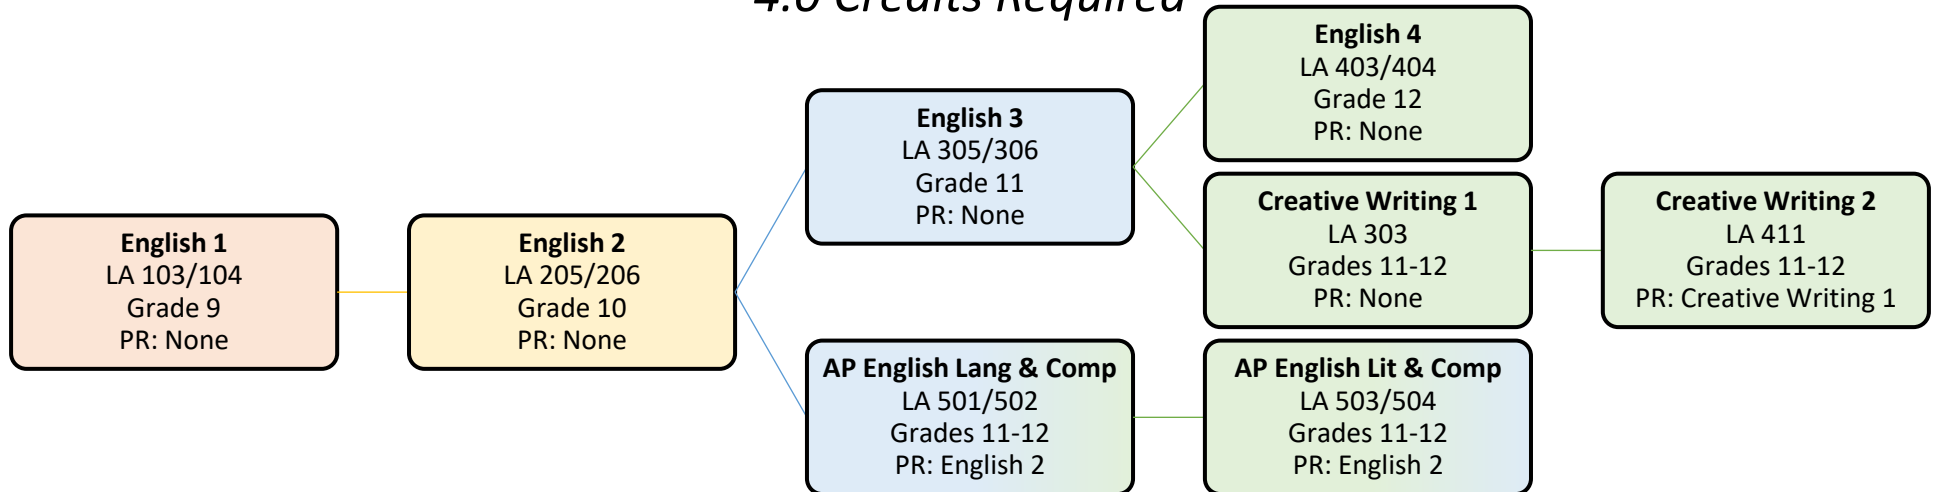 4.0 Credits Required
English 1
LA 103/104
Grade 9
PR: None
English 2
LA 205/206
Grade 10
PR: None
English 3
LA 305/306
Grade 11
PR: None
AP English Lang & Comp
LA 501/502
Grades 11-12
PR: English 2
English 4
LA 403/404
Grade 12
PR: None
Creative Writing 1
LA 303
Grades 11-12
PR: None
AP English Lit & Comp
LA 503/504
Grades 11-12
PR: English 2
Creative Writing 2
LA 411
Grades 11-12
PR: Creative Writing 1